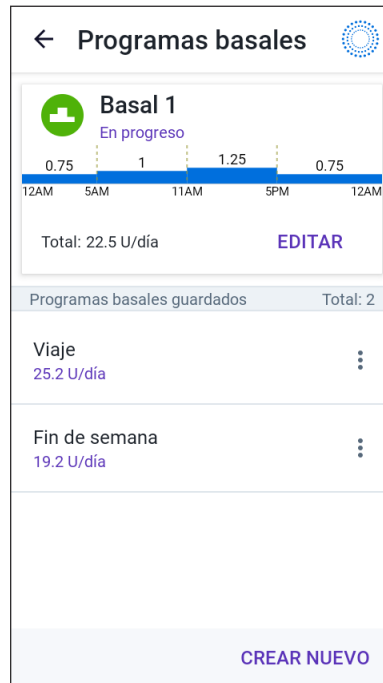 Programas basales
Basal 1
En progreso
0.75 1 1.25 0.75
12AM 5AM 11AM 5PM 12AM
Total: 22.5 U/día EDITAR
Programas basales guardados Total: 2
Viaje
25.2 U/día
Fin de semana
19.2 U/día
CREAR NUEVO